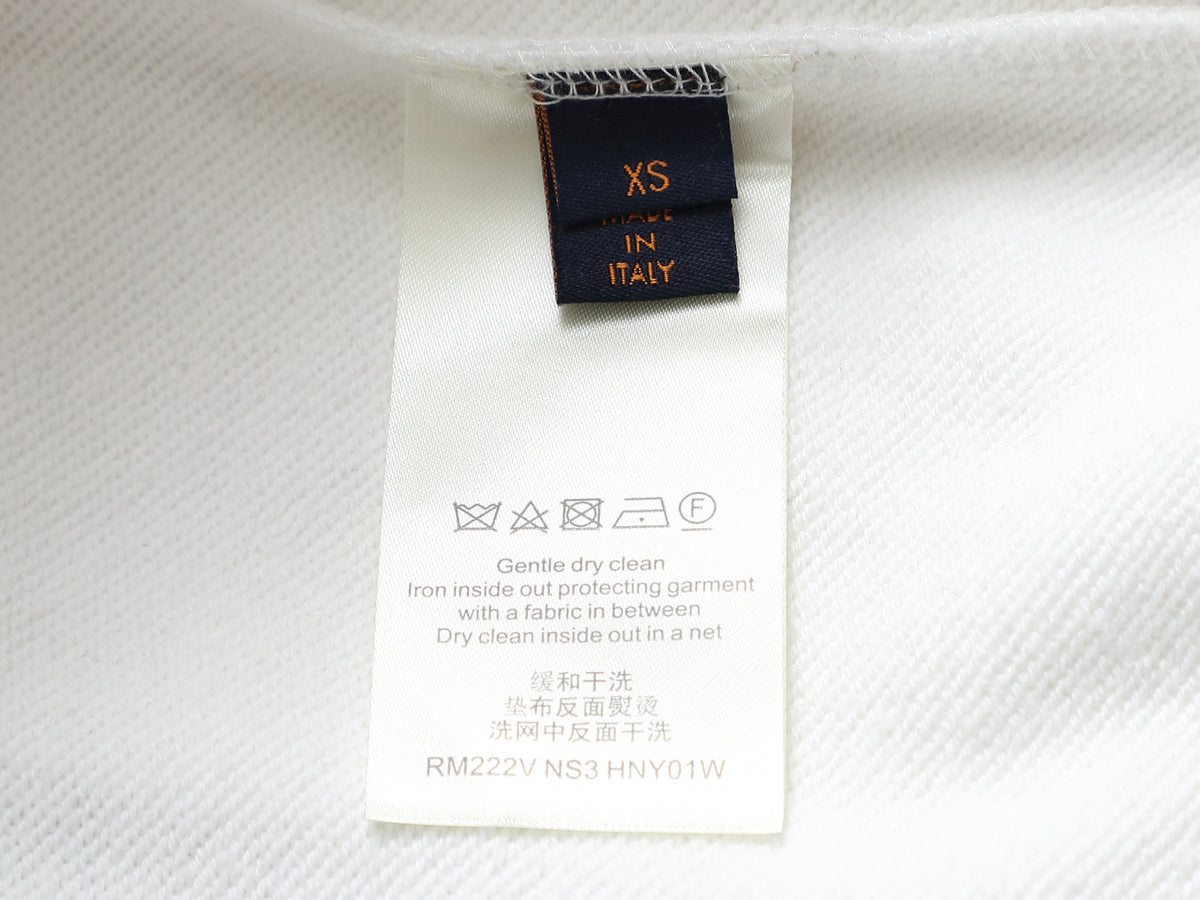 XS
MADE
IN
ITALY
F
Gentle dry clean
Iron inside out protecting garment
with a fabric in between
Dry clean inside out in a net
缓和干洗
垫布反面熨烫
洗网中反面干洗
RM222V NS3 HNY01W